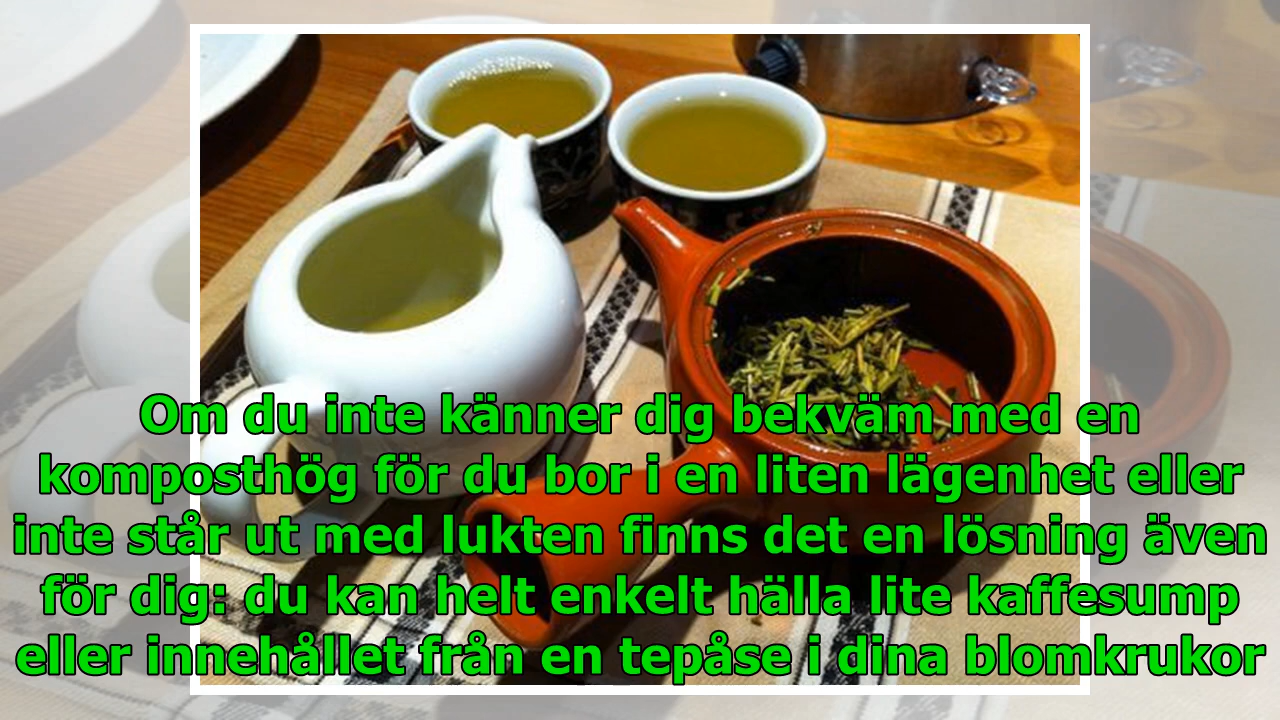 Om du inte känner dig bekväm med en
komposthög för du bor i en liten lägenhet eller
inte står ut med lukten finns det en lösning även
för dig: du kan helt enkelt hälla lite kaffesump
eller innehållet från en tepåse i dina blomkrukor